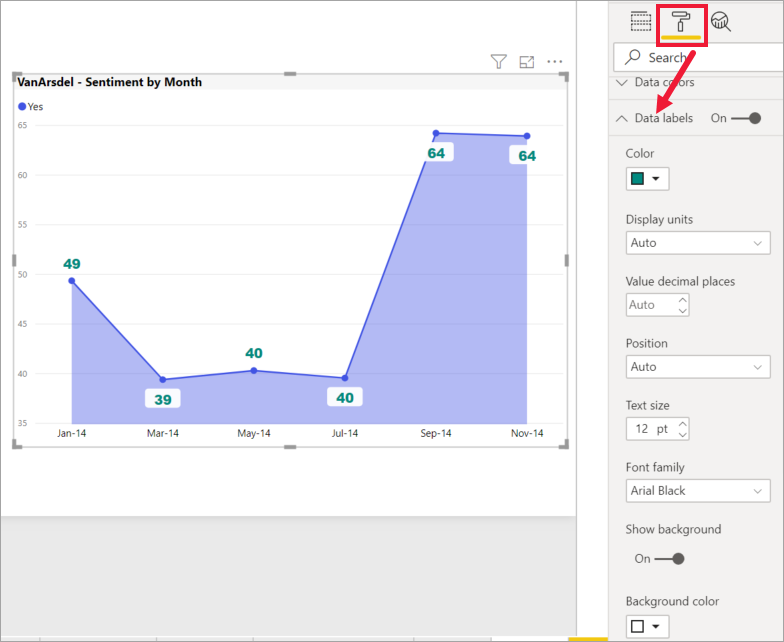 Search
Data colors
VanArsdel - Sentiment by Month
Yes
Data labels On
65
60
55
50
45
40
35
49
39
40
40
64
64
Jan-14 Mar-14 May-14 Jul-14 Sep-14 Nov-14
Color
Display units
Auto
Value decimal places
Auto
Position
Auto
Text size
12 pt
Font family
Arial Black
Show background
On
Background color